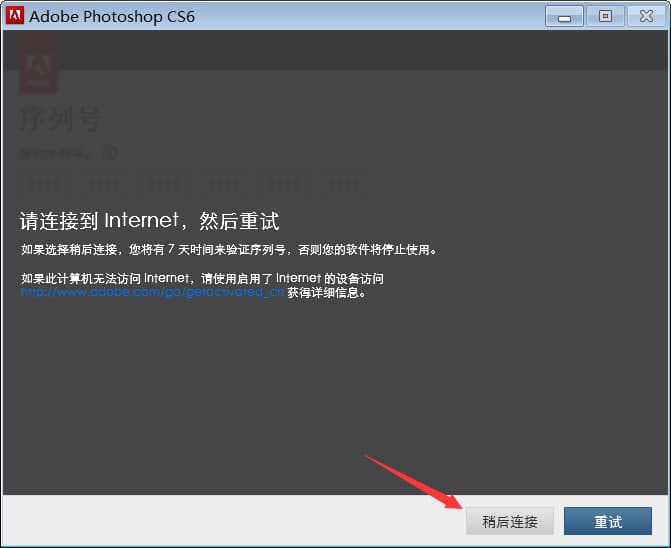 Adobe Photoshop CS6
序列号
请连接到 Internet，然后重试
如果选择稍后连接，您将有 7 天时间来验证序列号，否则您的软件将停止使用。
如果此计算机无法访问 Internet，请使用启用了 Internet 的设备访问
http://www.adobe.com/go/getactivated_cn 获得详细信息。
稍后连接
重试